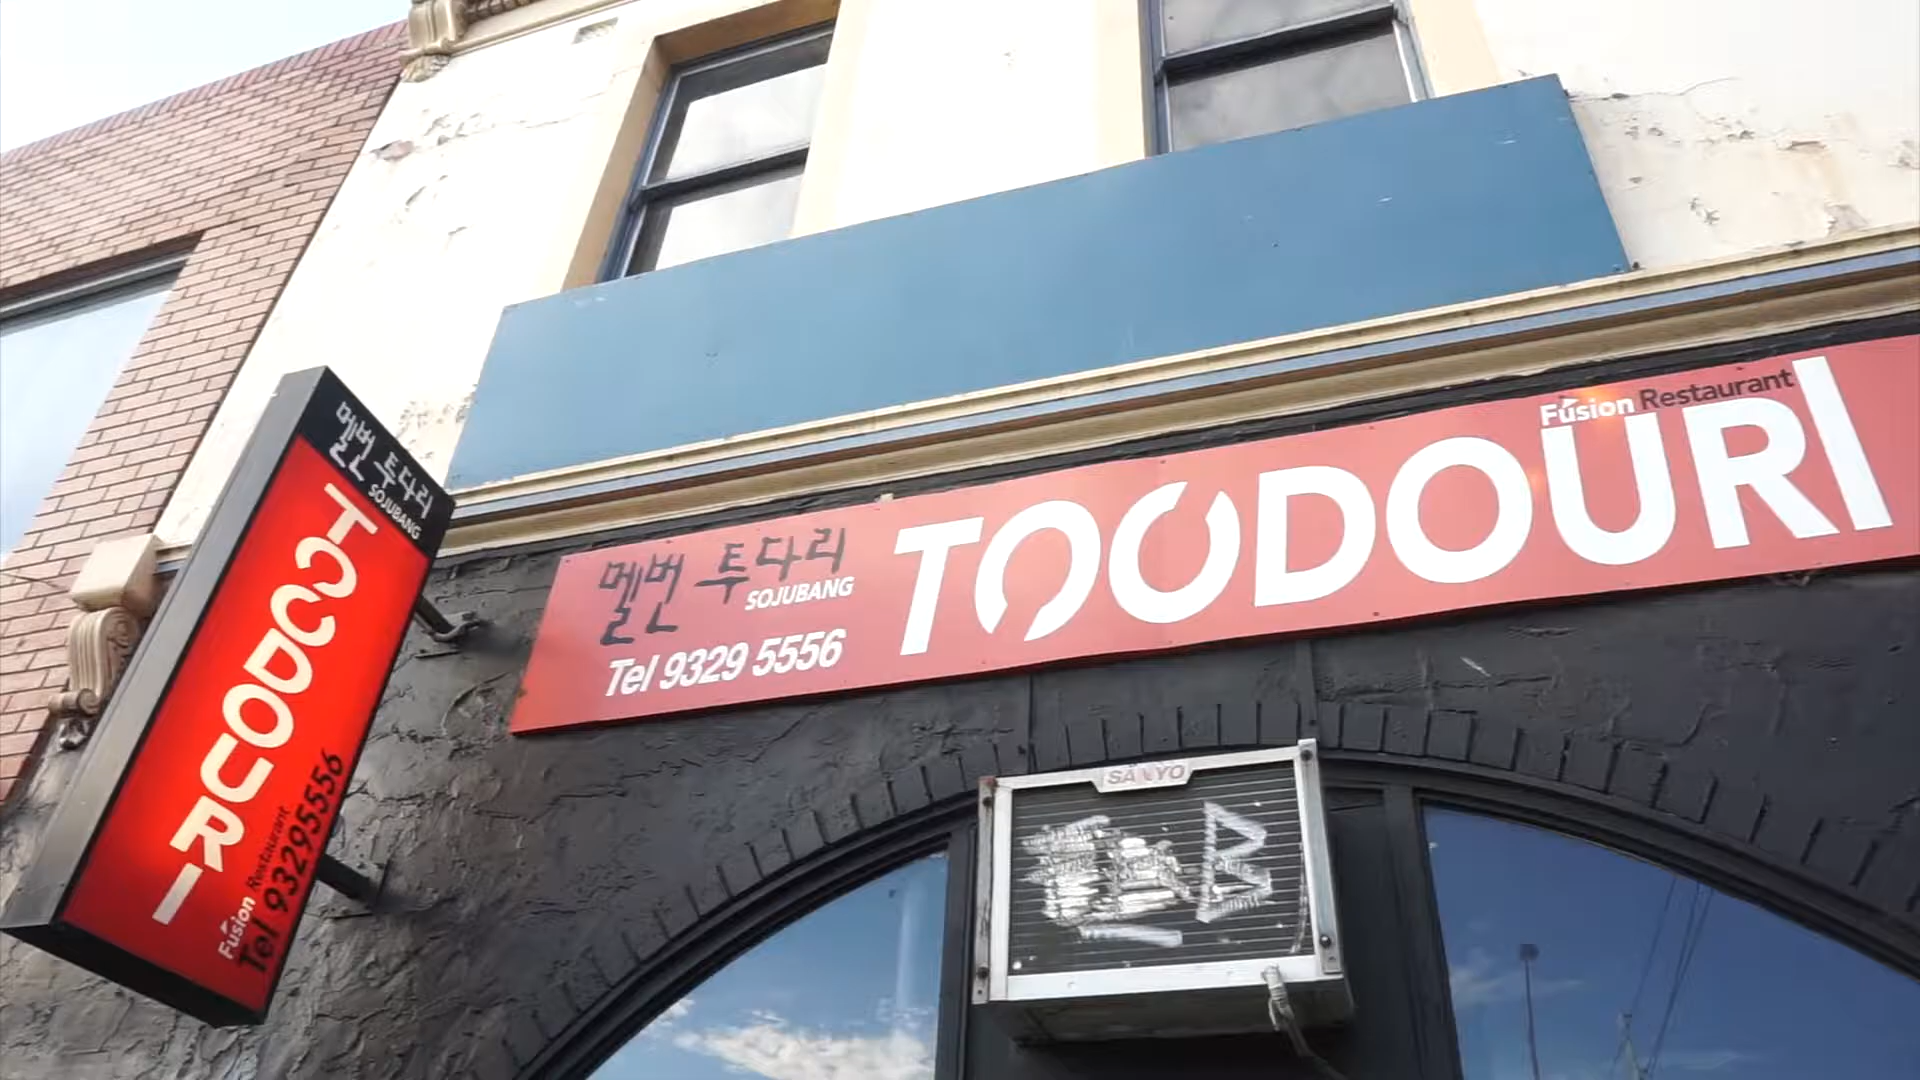 멜번 투다리
SOJUBANG
TOODOURI
Fusion Restaurant
Tel 93295556
멜번 투다리
SOJUBANG
Tel 9329 5556
Fusion Restaurant
TOODOURI
SANYO